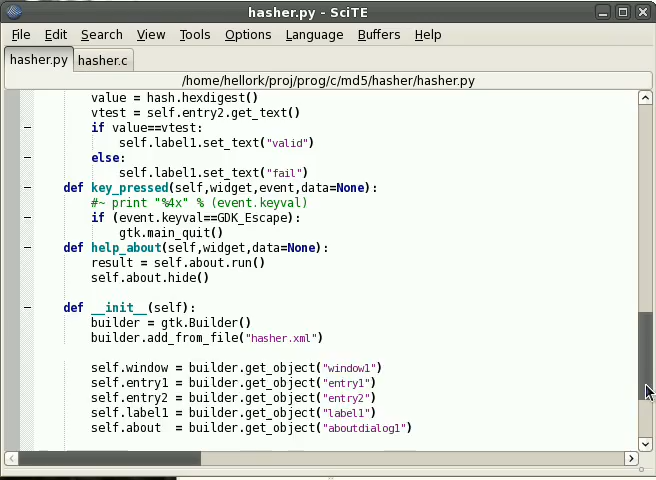 hasher.py - SciTE
File Edit Search View Tools Options Language Buffers Help
hasher.py hasher.c
/home/hellork/proj/prog/c/md5/hasher/hasher.py
value = hash.hexdigest()
vtest = self.entry2.get_text()
if value==vtest:
self.label1.set_text("valid")
else:
self.label1.set_text("fail")
def key_pressed(self,widget,event,data=None):
#~ print "%4x" % (event.keyval)
if (event.keyval==GDK_Escape):
gtk.main_quit()
def help_about(self,widget,data=None):
result = self.about.run()
self.about.hide()
def __init__(self):
builder = gtk.Builder()
builder.add_from_file("hasher.xml")
self.window = builder.get_object("window1")
self.entry1 = builder.get_object("entry1")
self.entry2 = builder.get_object("entry2")
self.label1 = builder.get_object("label1")
self.about  = builder.get_object("aboutdialog1")